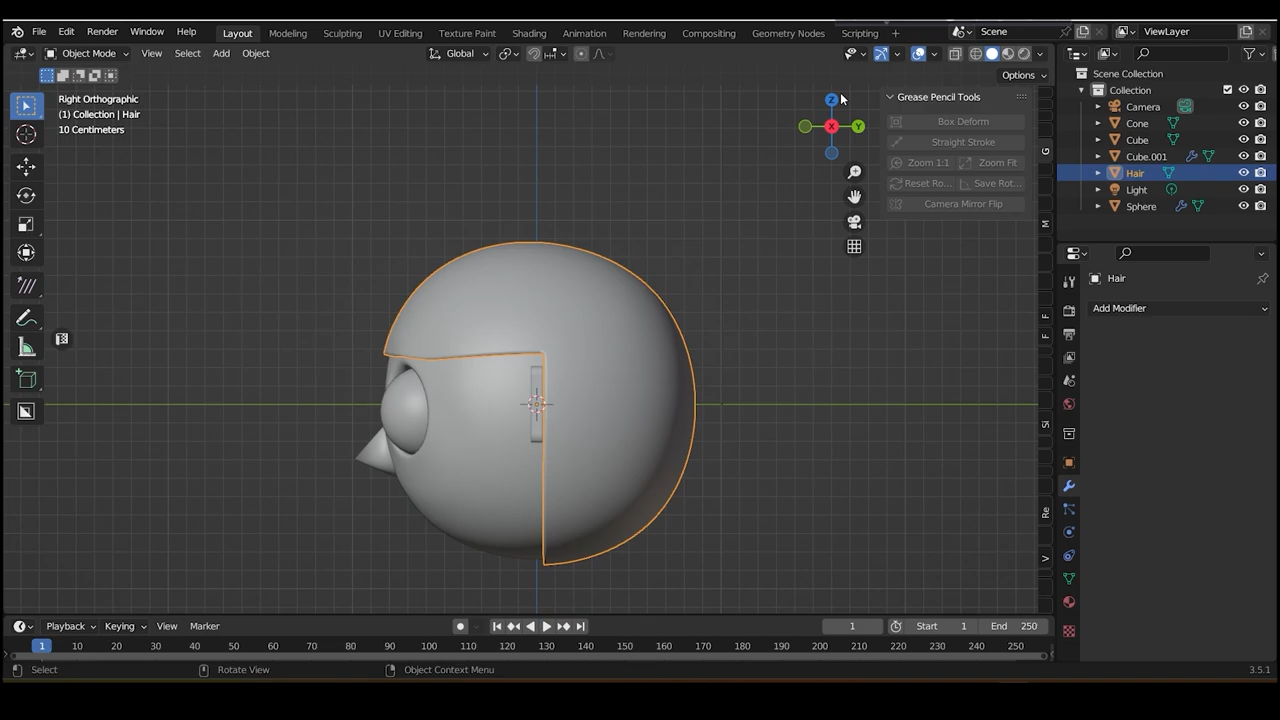 File Edit Render Window Help Layout Modeling Sculpting UV Editing Texture Paint Shading Animation Rendering Compositing Geometry Nodes Scripting + Scene ViewLayer
Object Mode View Select Add Object Global Options
Right Orthographic
(1) Collection | Hair
10 Centimeters
Z
X
Y
Grease Pencil Tools
Box Deform
Straight Stroke
Zoom 1:1 Zoom Fit
Reset Ro... Save Rot...
Camera Mirror Flip
G
M
F
F
Si
Re
V
Scene Collection
Collection
Camera
Cone
Cube
Cube.001
Hair
Light
Sphere
Hair
Add Modifier
Playback Keying View Marker 1 Start 1 End 250
1 10 20 30 40 50 60 70 80 90 100 110 120 130 140 150 160 170 180 190 200 210 220 230 240 250
Select Rotate View Object Context Menu 3.5.1